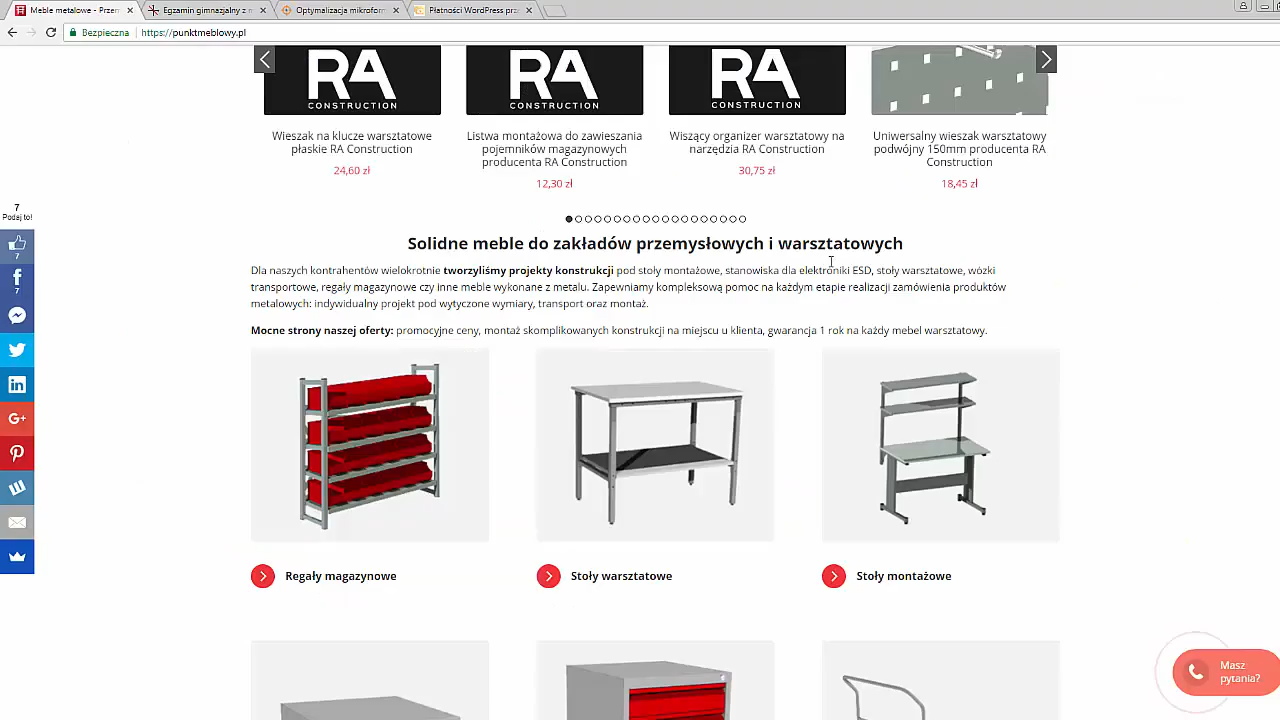 Meble metalowe - Przem
Egzamin gimnazjalny z m
Optymalizacja mikrofor
Płatności WordPress prze
Bezpieczna
https://punktmeblowy.pl
RA
CONSTRUCTION
RA
CONSTRUCTION
RA
CONSTRUCTION
Wieszak na klucze warsztatowe
płaskie RA Construction
24,60 zł
Listwa montażowa do zawieszania
pojemników magazynowych
producenta RA Construction
12,30 zł
Wiszący organizer warsztatowy na
narzędzia RA Construction
30,75 zł
Uniwersalny wieszak warsztatowy
podwójny 150mm producenta RA
Construction
18,45 zł
7
Podaj to!
7
7
Solidne meble do zakładów przemysłowych i warsztatowych
Dla naszych kontrahentów wielokrotnie tworzyliśmy projekty konstrukcji pod stoły montażowe, stanowiska dla elektroniki ESD, stoły warsztatowe, wózki
transportowe, regały magazynowe czy inne meble wykonane z metalu. Zapewniamy kompleksową pomoc na każdym etapie realizacji zamówienia produktów
metalowych: indywidualny projekt pod wytyczone wymiary, transport oraz montaż.
Mocne strony naszej oferty: promocyjne ceny, montaż skomplikowanych konstrukcji na miejscu u klienta, gwarancja 1 rok na każdy mebel warsztatowy.
Regały magazynowe
Stoły warsztatowe
Stoły montażowe
Masz
pytania?